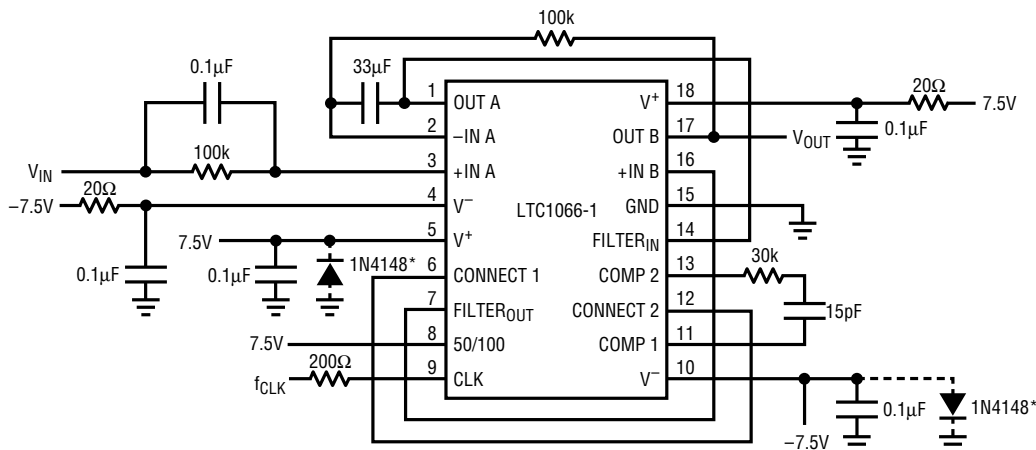 100k
0.1µF
33µF
1 OUT A
V+ 18
20Ω
7.5V
2 –IN A
OUT B 17
VOUT
0.1µF
100k
VIN
3 +IN A
+IN B 16
20Ω
–7.5V
4 V–
LTC1066-1
GND 15
7.5V
5 V+
FILTERIN 14
0.1µF
0.1µF
1N4148*
6 CONNECT 1
COMP 2 13
30k
7 FILTEROUT
CONNECT 2 12
15pF
7.5V
8 50/100
COMP 1 11
200Ω
fCLK
9 CLK
V– 10
0.1µF
1N4148*
–7.5V